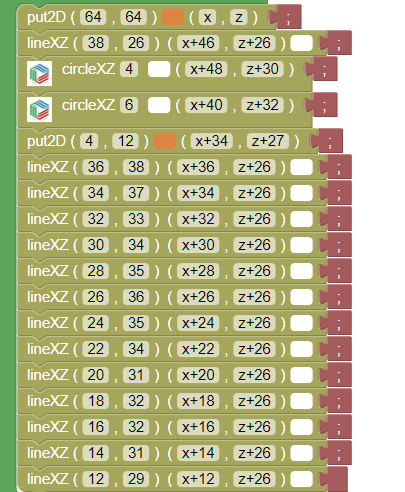 put2D ( 64 , 64 ) ( x , z ) ;
lineXZ ( 38 , 26 ) ( x+46 , z+26 ) ;
circleXZ 4 ( x+48 , z+30 ) ;
circleXZ 6 ( x+40 , z+32 ) ;
put2D ( 4 , 12 ) ( x+34 , z+27 ) ;
lineXZ ( 36 , 38 ) ( x+36 , z+26 ) ;
lineXZ ( 34 , 37 ) ( x+34 , z+26 ) ;
lineXZ ( 32 , 33 ) ( x+32 , z+26 ) ;
lineXZ ( 30 , 34 ) ( x+30 , z+26 ) ;
lineXZ ( 28 , 35 ) ( x+28 , z+26 ) ;
lineXZ ( 26 , 36 ) ( x+26 , z+26 ) ;
lineXZ ( 24 , 35 ) ( x+24 , z+26 ) ;
lineXZ ( 22 , 34 ) ( x+22 , z+26 ) ;
lineXZ ( 20 , 31 ) ( x+20 , z+26 ) ;
lineXZ ( 18 , 32 ) ( x+18 , z+26 ) ;
lineXZ ( 16 , 32 ) ( x+16 , z+26 ) ;
lineXZ ( 14 , 31 ) ( x+14 , z+26 ) ;
lineXZ ( 12 , 29 ) ( x+12 , z+26 ) ;